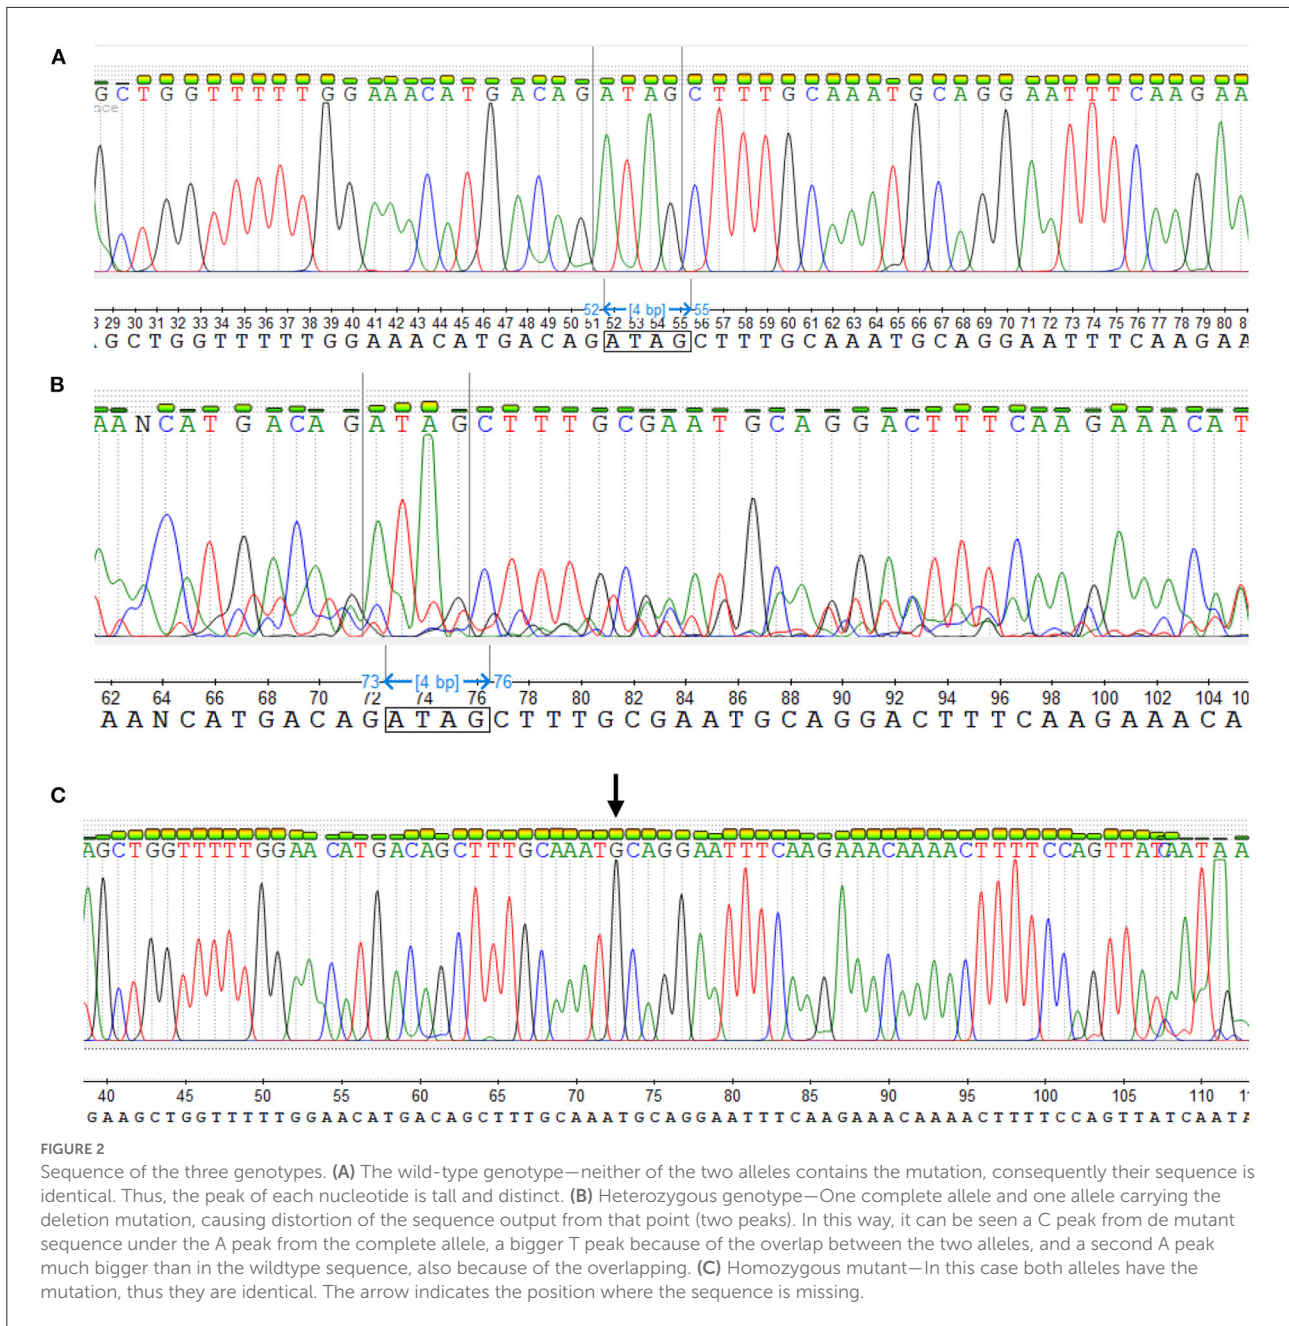 A
GCTGGTTTTTGGAAACATGACAGATAGCTTTGCAAATGCAGGAATTTCAAGAA
nce
52 [4 bp] 55
3 29 30 31 32 33 34 35 36 37 38 39 40 41 42 43 44 45 46 47 48 49 50 51 52 53 54 55 56 57 58 59 60 61 62 63 64 65 66 67 68 69 70 71 72 73 74 75 76 77 78 79 80 8
GCTGGTTTTTGGAAACATGACAGATAGCTTTGCAAATGCAGGAATTTCAAGAA
B
AANCATGACAGATAGCTTTGCGAATGCAGGACTTTCAAGAAACAT
73 [4 bp] 76
62 64 66 68 70 72 74 76 78 80 82 84 86 88 90 92 94 96 98 100 102 104 10
AANCATGACAGATAGCTTTGCGAATGCAGGACTTTCAAGAAACA
C
AGCTGGTTTTTGGAACATGACAGCTTTGCAAATGCAGGAATTTCAAGAAACAAAACTTTTCCAGTTATCAATAA
40 45 50 55 60 65 70 75 80 85 90 95 100 105 110 11
GAAGCTGGTTTTTGGAACATGACAGCTTTGCAAATGCAGGAATTTCAAGAAACAAAACTTTTCCAGTTATCAATA
FIGURE 2
Sequence of the three genotypes. (A) The wild-type genotype—neither of the two alleles contains the mutation, consequently their sequence is
identical. Thus, the peak of each nucleotide is tall and distinct. (B) Heterozygous genotype—One complete allele and one allele carrying the
deletion mutation, causing distortion of the sequence output from that point (two peaks). In this way, it can be seen a C peak from de mutant
sequence under the A peak from the complete allele, a bigger T peak because of the overlap between the two alleles, and a second A peak
much bigger than in the wildtype sequence, also because of the overlapping. (C) Homozygous mutant—In this case both alleles have the
mutation, thus they are identical. The arrow indicates the position where the sequence is missing.